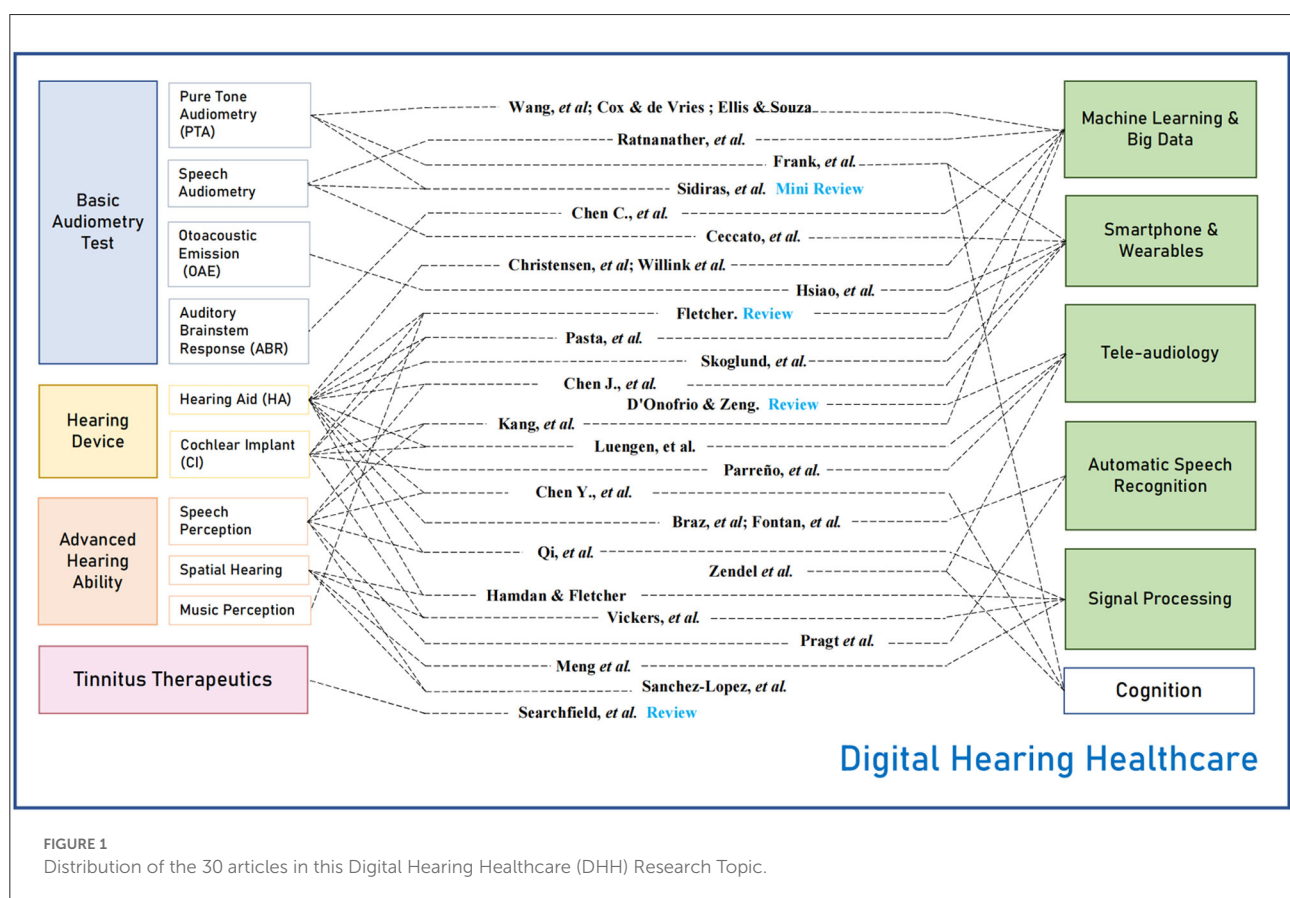 Basic
Audiometry
Test
Hearing
Device
Advanced
Hearing
Ability
Tinnitus Therapeutics
Pure Tone
Audiometry
(PTA)
Speech
Audiometry
Otoacoustic
Emission
(OAE)
Auditory
Brainstem
Response (ABR)
Hearing Aid (HA)
Cochlear Implant
(CI)
Speech
Perception
Spatial Hearing
Music Perception
Wang, et al; Cox & de Vries ; Ellis & Souza
Ratnanather, et al.
Frank, et al.
Sidiras, et al. Mini Review
Chen C., et al.
Ceccato, et al.
Christensen, et al; Willink et al.
Hsiao, et al.
Fletcher. Review
Pasta, et al.
Skoglund, et al.
Chen J., et al.
D'Onofrio & Zeng. Review
Kang, et al.
Luengen, et al.
Parreño, et al.
Chen Y., et al.
Braz, et al; Fontan, et al.
Qi, et al.
Zendel et al.
Hamdan & Fletcher
Vickers, et al.
Pragt et al.
Meng et al.
Sanchez-Lopez, et al.
Searchfield, et al. Review
Machine Learning &
Big Data
Smartphone &
Wearables
Tele-audiology
Automatic Speech
Recognition
Signal Processing
Cognition
Digital Hearing Healthcare
FIGURE 1
Distribution of the 30 articles in this Digital Hearing Healthcare (DHH) Research Topic.